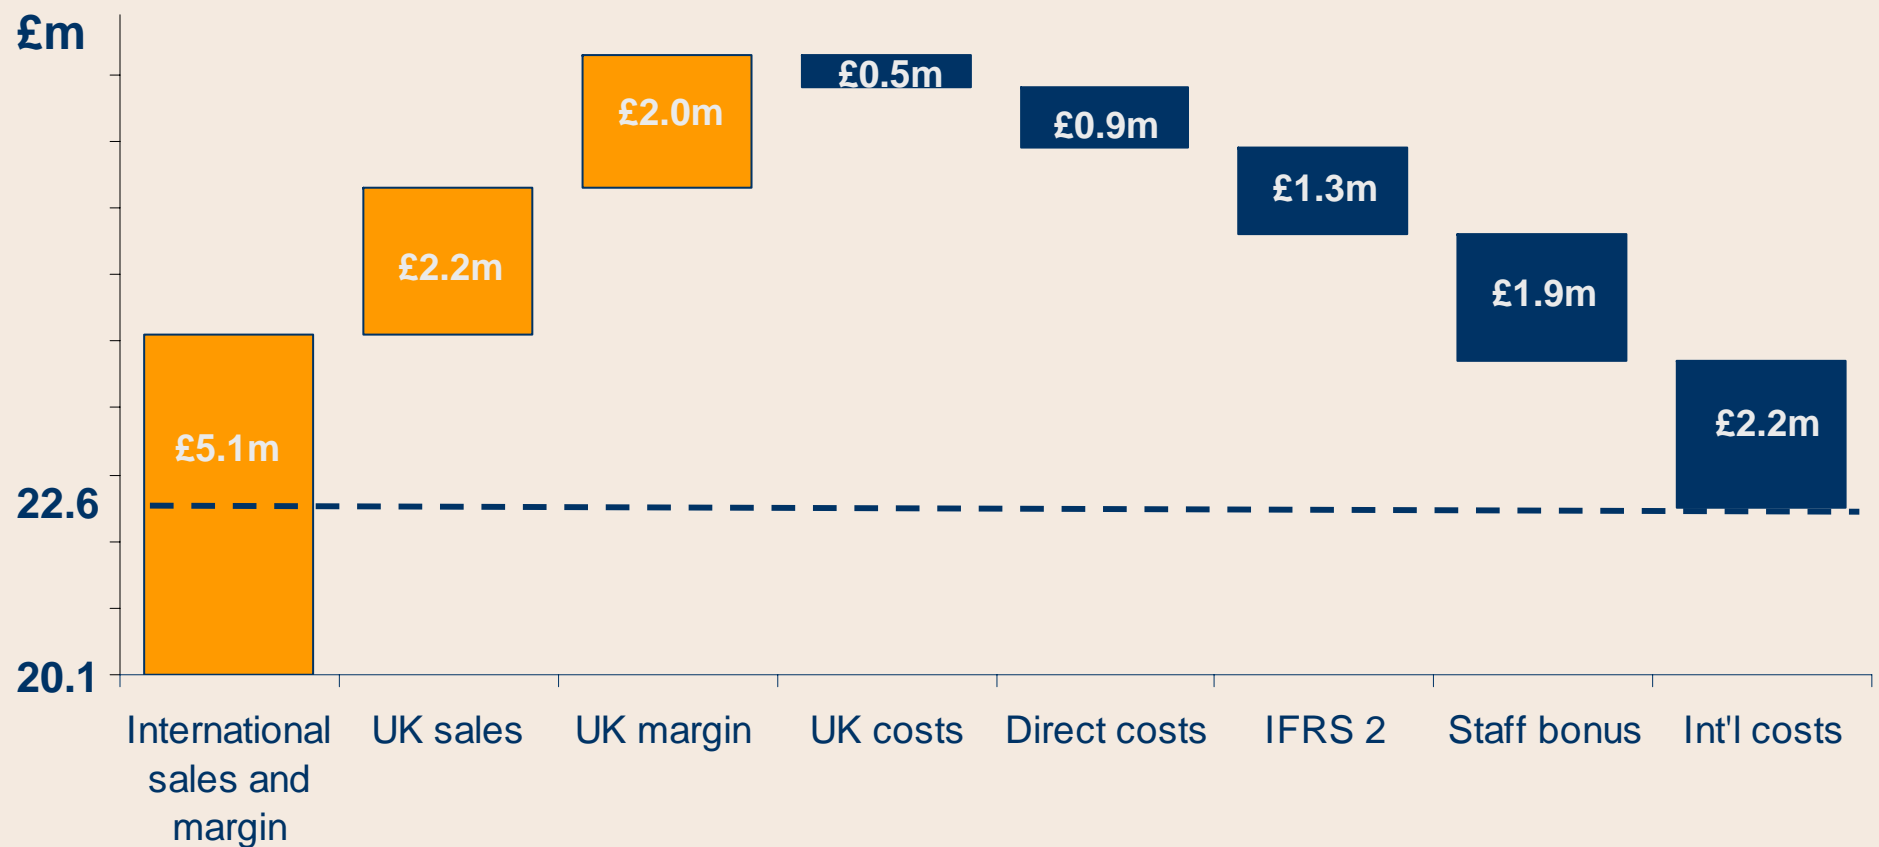 £m
£0.5m
£2.0m
£0.9m
£1.3m
£2.2m
£1.9m
£2.2m
£5.1m
22.6
20.1
International
sales and
margin
UK sales
UK margin
UK costs
Direct costs
IFRS 2
Staff bonus
Int'l costs